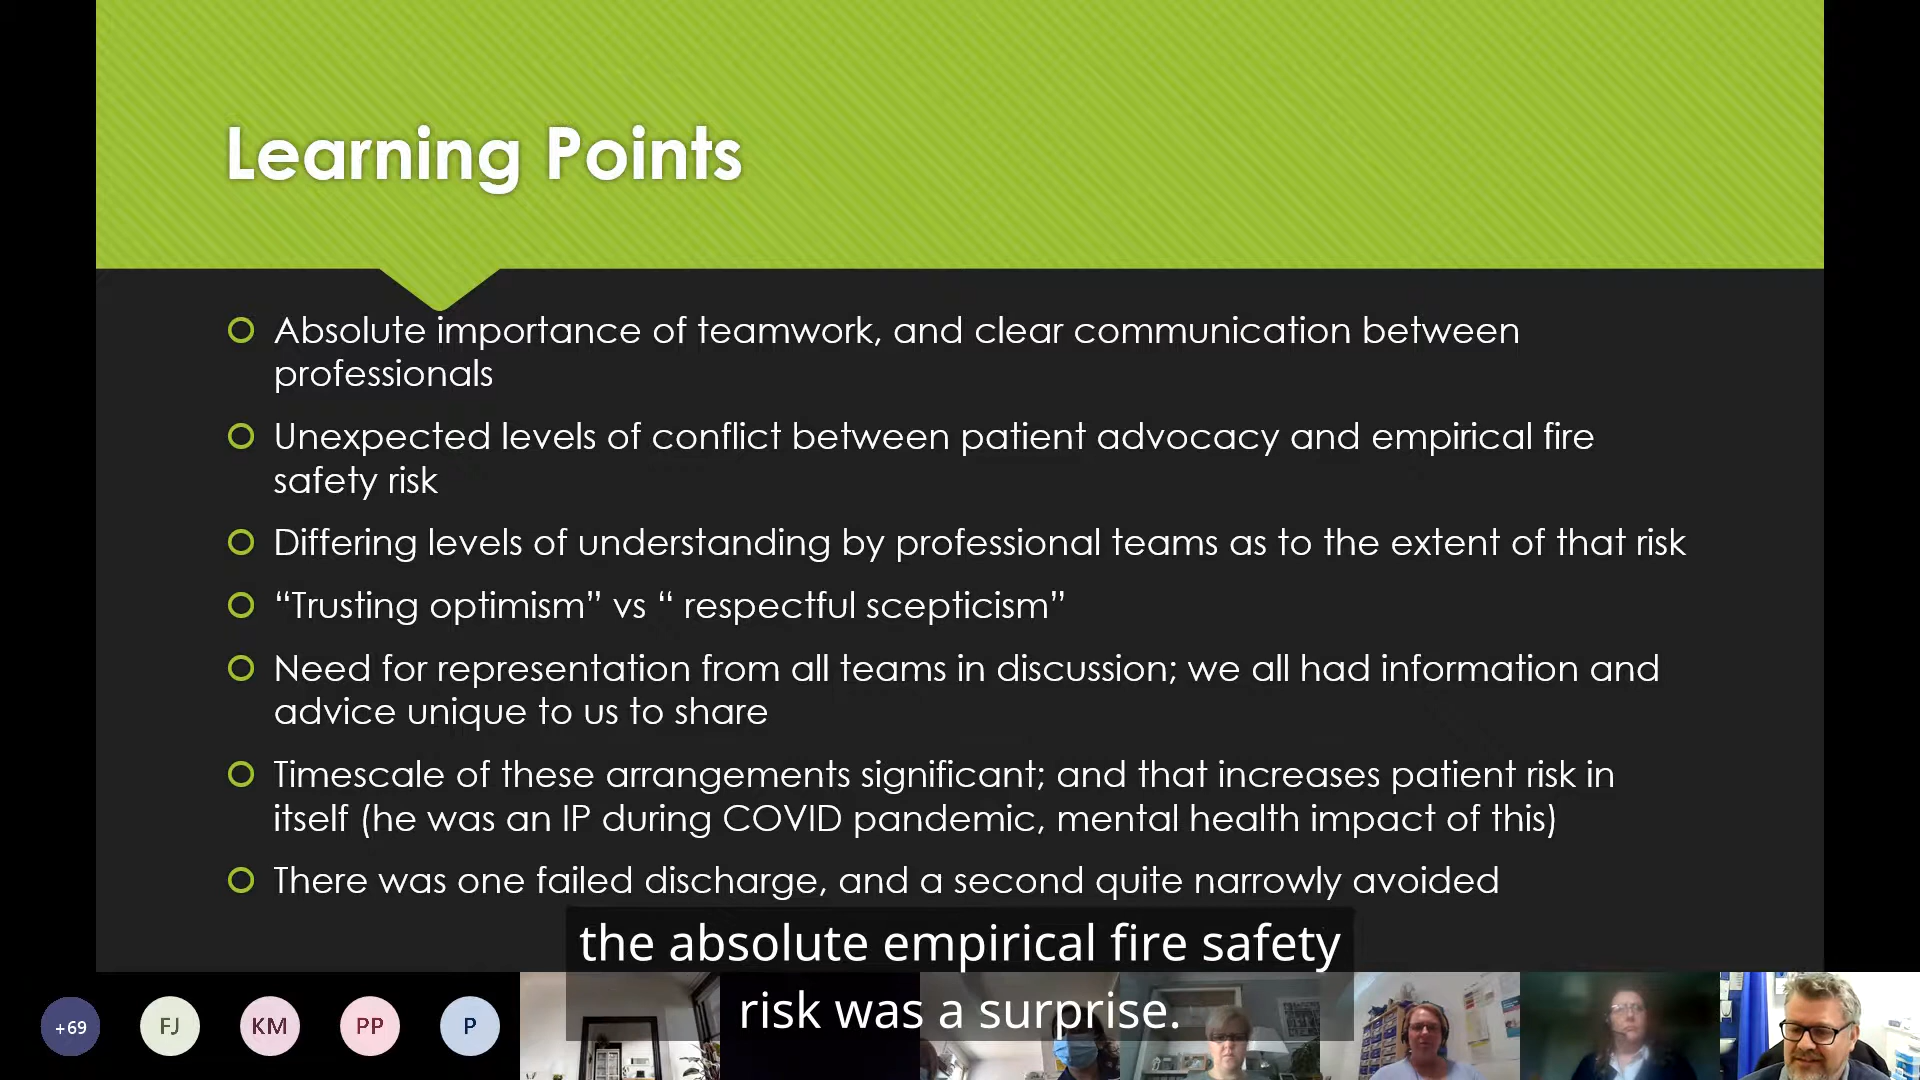 Learning Points
Absolute importance of teamwork, and clear communication between
professionals
Unexpected levels of conflict between patient advocacy and empirical fire
safety risk
Differing levels of understanding by professional teams as to the extent of that risk
“Trusting optimism” vs “ respectful scepticism”
Need for representation from all teams in discussion; we all had information and
advice unique to us to share
Timescale of these arrangements significant; and that increases patient risk in
itself (he was an IP during COVID pandemic, mental health impact of this)
There was one failed discharge, and a second quite narrowly avoided
the absolute empirical fire safety
risk was a surprise.
+69 FJ KM PP P